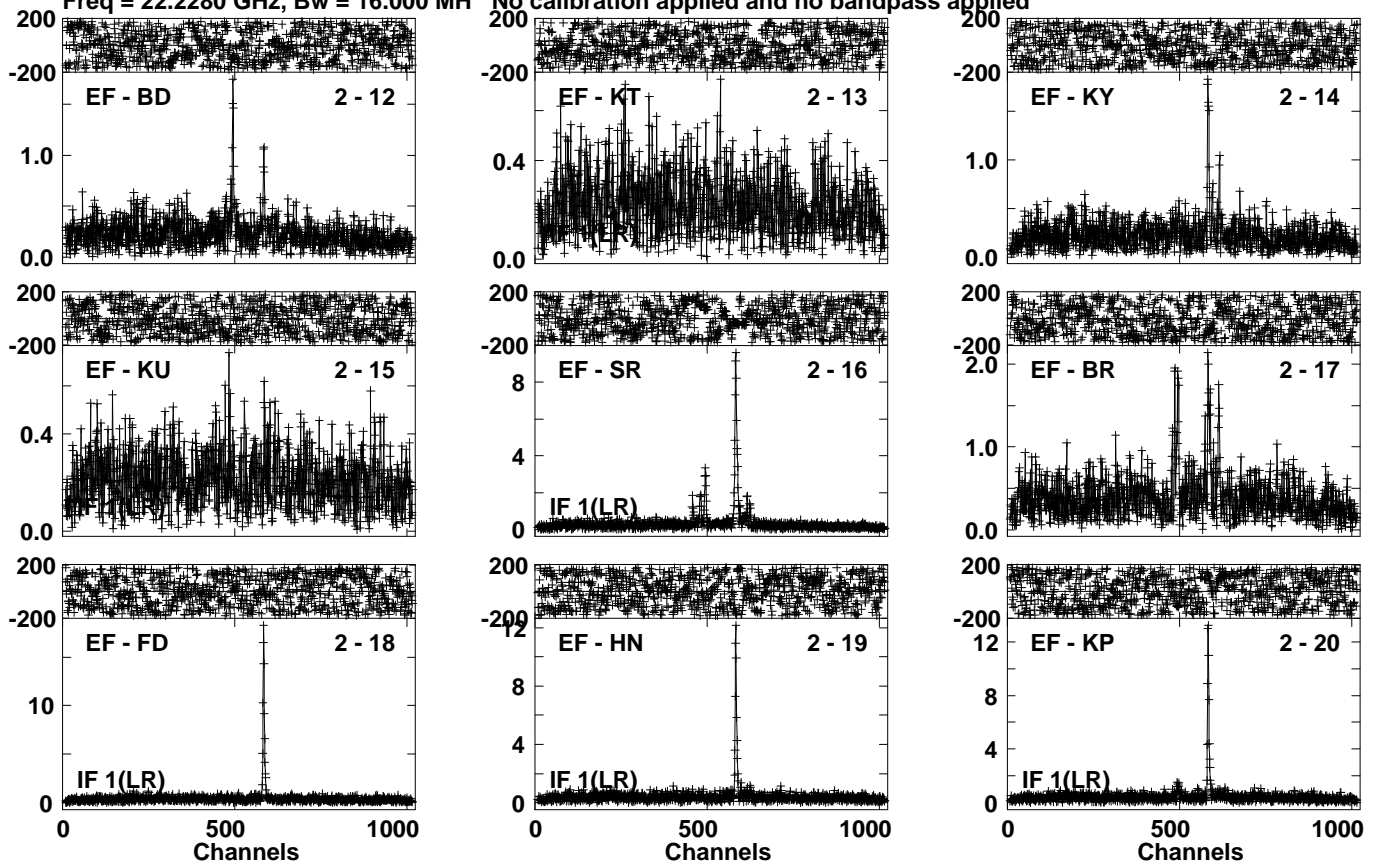 Freq = 22.2280 GHz, Bw = 16.000 MH No calibration applied and no bandpass applied
200 200 200
-200 -200 -200
EF - BD 2 - 12 EF - KT 2 - 13 EF - KY 2 - 14
1.0 0.4 1.0
(LR)
0.0 0.0 0.0
200 200 200
-200 -200 -200
EF - KU 2 - 15 EF - SR 2 - 16 EF - BR 2 - 17
2.0
8
0.4 4 1.0
IF 1(LR) IF 1(LR)
0.0 0 0.0
200 200 200
-200 -200 -200
EF - FD 2 - 18 EF - HN 2 - 19 EF - KP 2 - 20
12 12
10 8 8
4 4
IF 1(LR) IF 1(LR) IF 1(LR)
0 0 0
0 500 1000 0 500 1000 0 500 1000
Channels Channels Channels